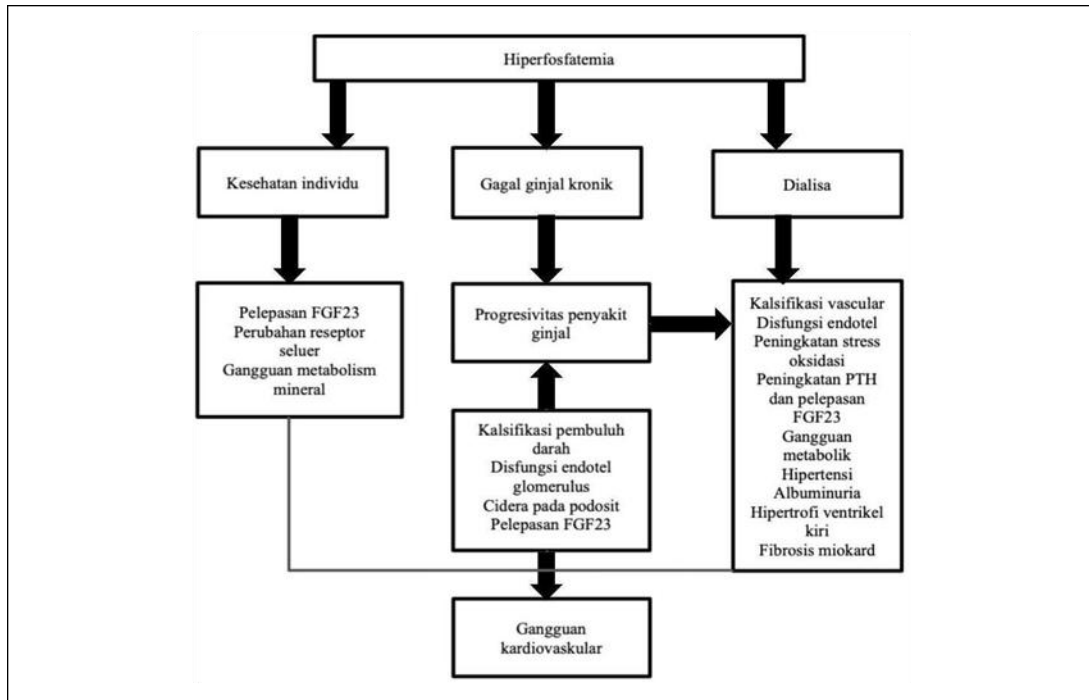 Hiperfosfatemia
Kesehatan individu
Gagal ginjal kronik
Dialisa
Pelepasan FGF23
Perubahan reseptor
seluer
Gangguan metabolism
mineral
Progresivitas penyakit
ginjal
Kalsifikasi vascular
Disfungsi endotel
Peningkatan stress
oksidasi
Peningkatan PTH
dan pelepasan
FGF23
Gangguan
metabolik
Hipertensi
Albuminuria
Hipertrofi ventrikel
kiri
Fibrosis miokard
Kalsifikasi pembuluh
darah
Disfungsi endotel
glomerulus
Cidera pada podosit
Pelepasan FGF23
Gangguan
kardiovaskular